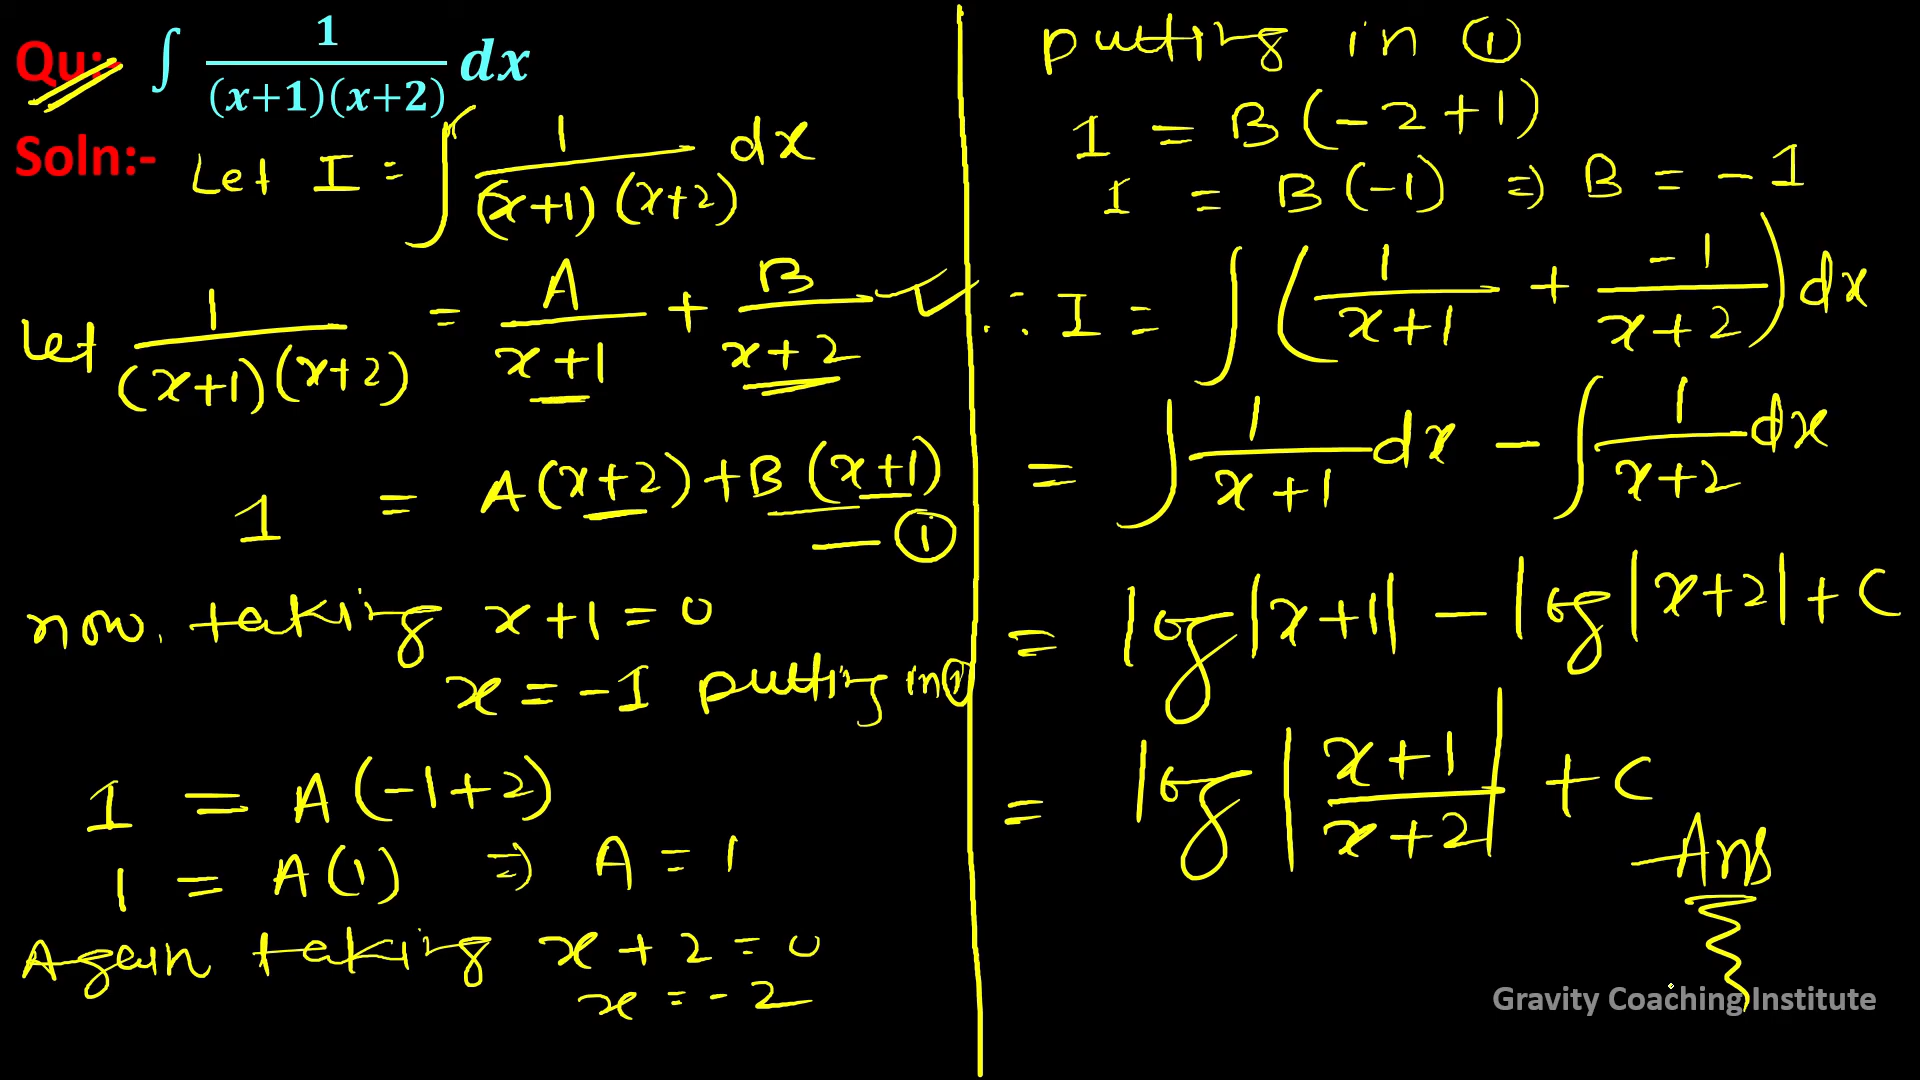 Qu:- ∫ 1/((x+1)(x+2)) dx
Soln:- Let I = ∫ 1/((x+1)(x+2)) dx
Let 1/((x+1)(x+2)) = A/(x+1) + B/(x+2)
1 = A(x+2) + B(x+1) — ①
now, taking x+1 = 0
x = -1 putting in ①
1 = A(-1+2)
1 = A(1) ⇒ A = 1
Again taking x+2 = 0
x = -2
putting in ①
1 = B(-2+1)
1 = B(-1) ⇒ B = -1
∴ I = ∫ (1/(x+1) + -1/(x+2)) dx
= ∫ 1/(x+1) dx - ∫ 1/(x+2) dx
= log|x+1| - log|x+2| + C
= log|(x+1)/(x+2)| + C
Ans
Gravity Coaching Institute